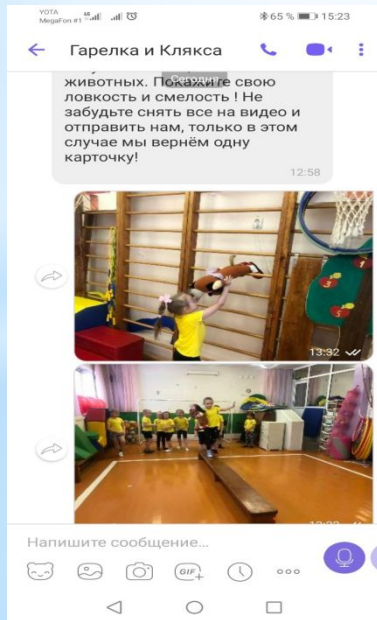 YOTA
MegaFon #1
65 %
15:23
Гарелка и Клякса
животных. Покажите свою
Сегодня
ловкость и смелость ! Не
забудьте снять все на видео и
отправить нам, только в этом
случае мы вернём одну
карточку!
12:58
13:32
Напишите сообщение...
GIF